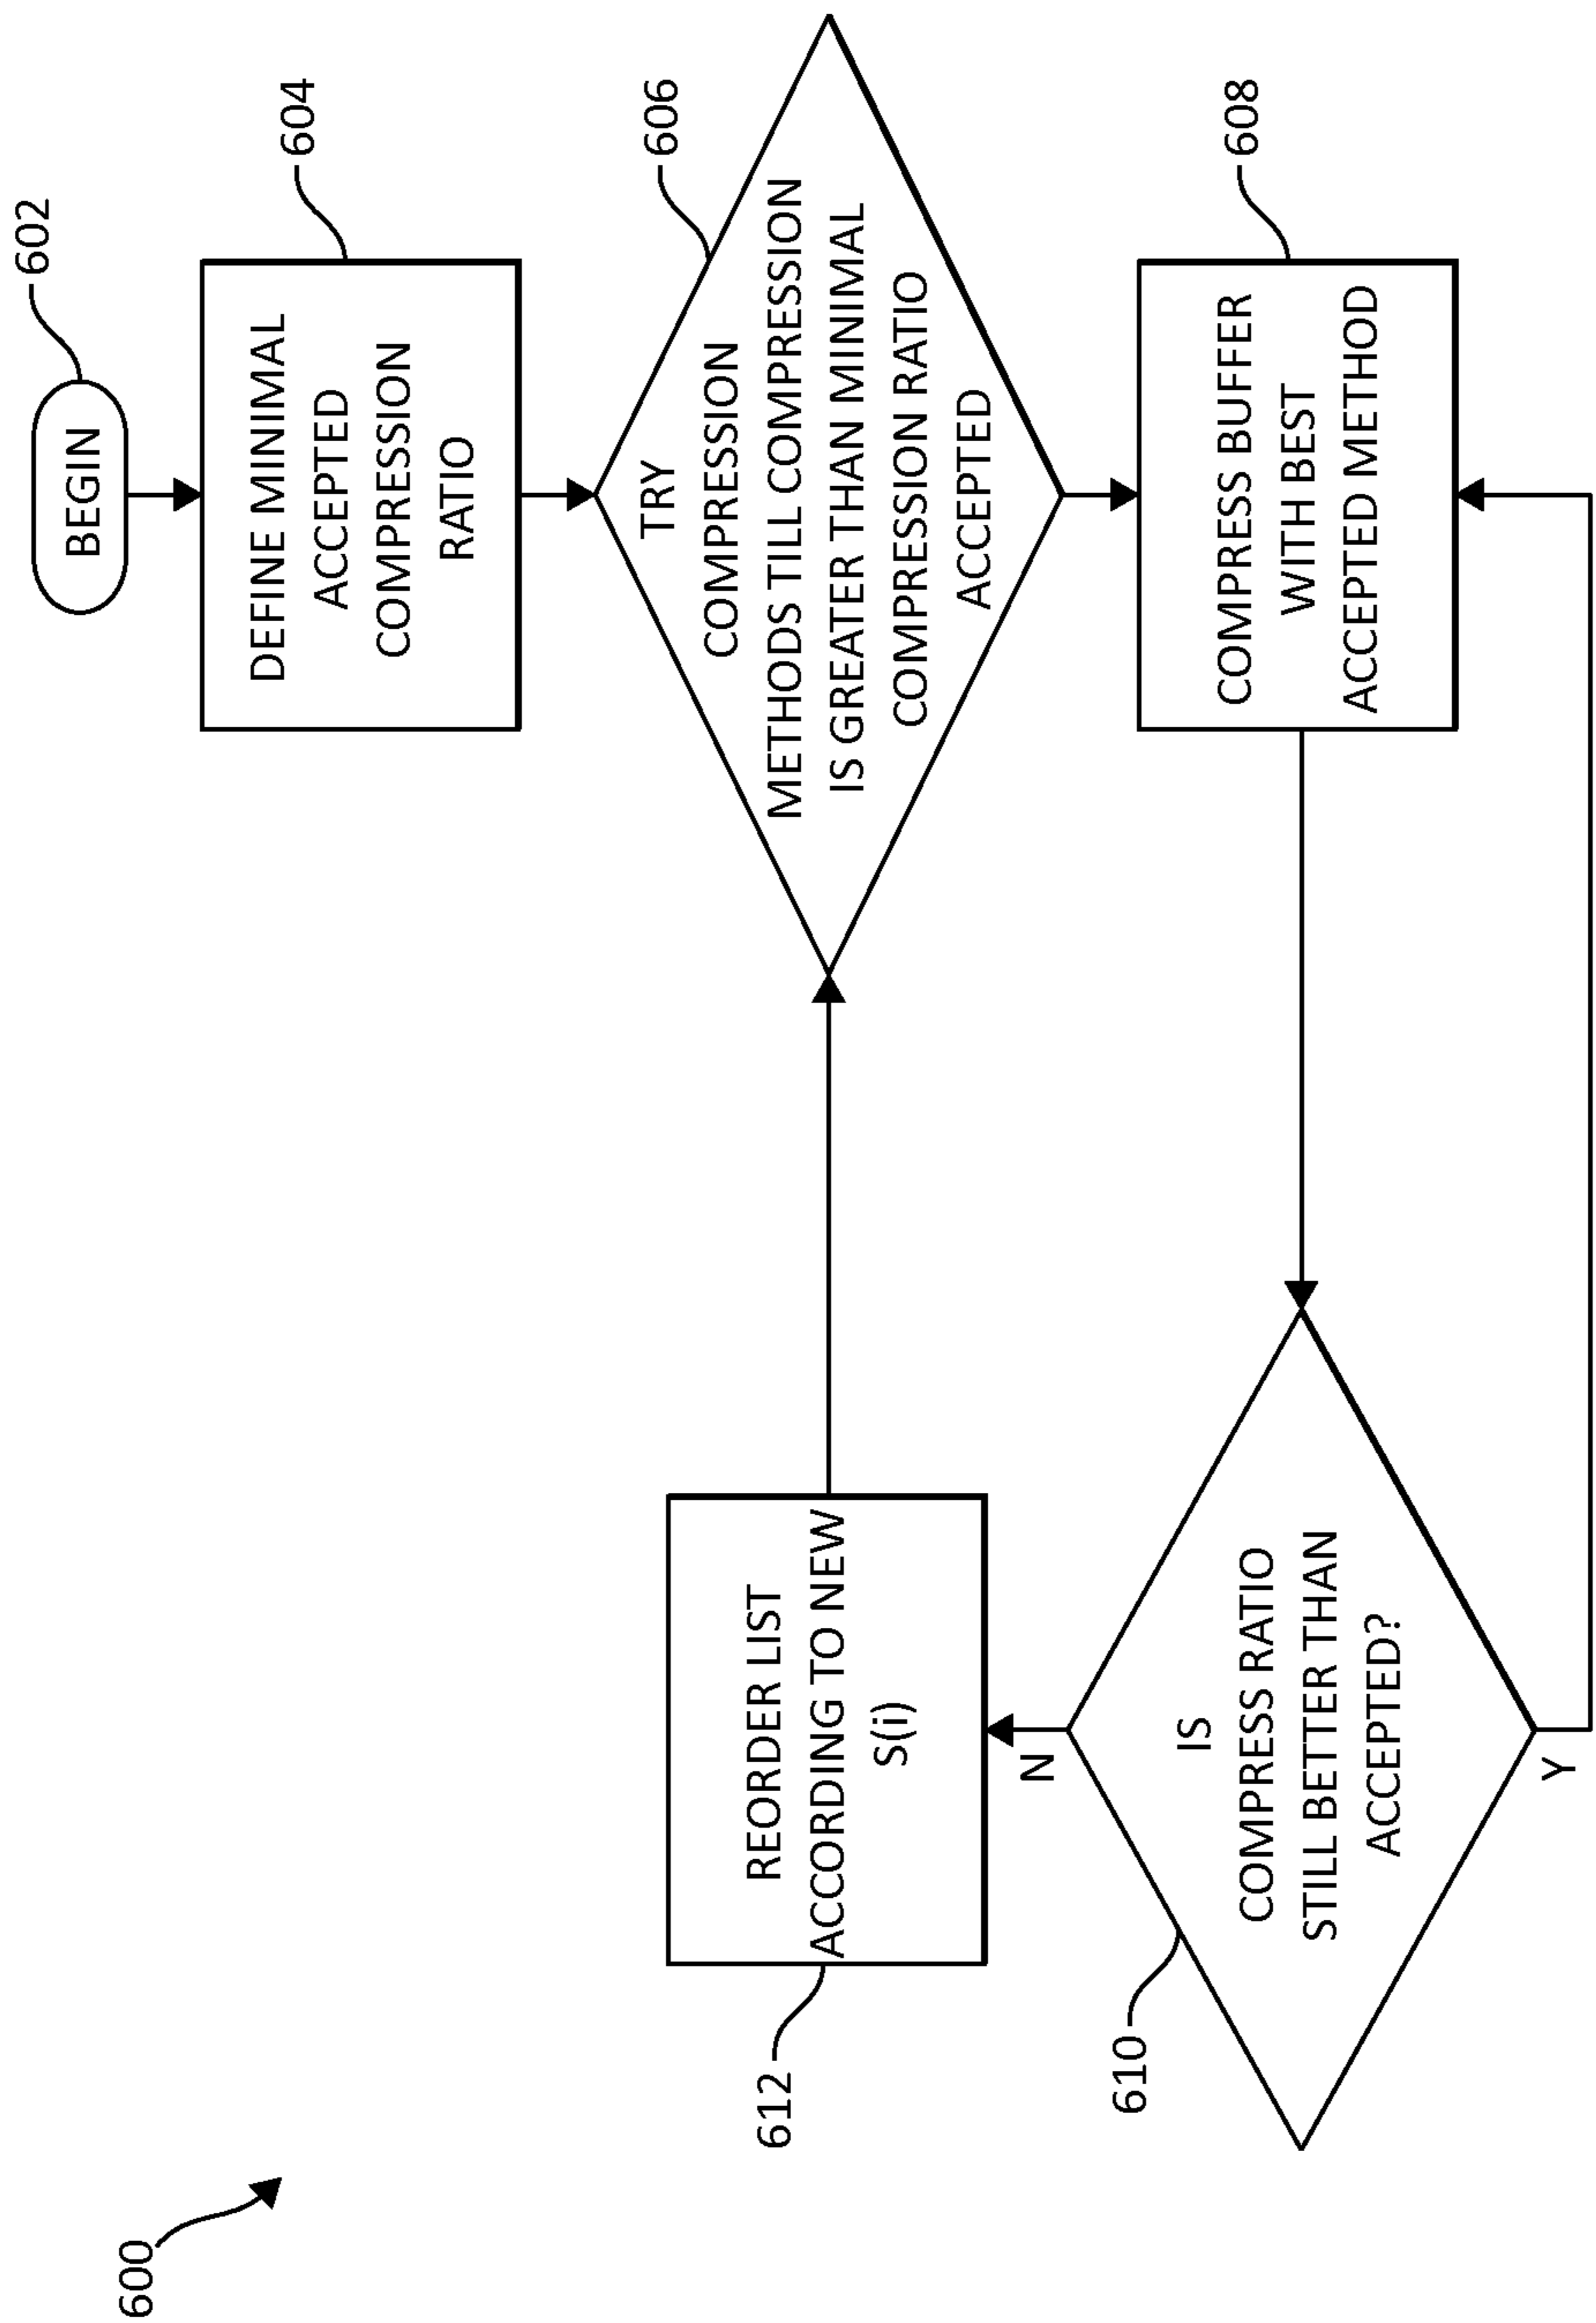 600
BEGIN
602
DEFINE MINIMAL
ACCEPTED
COMPRESSION
RATIO
604
TRY
COMPRESSION
METHODS TILL COMPRESSION
IS GREATER THAN MINIMAL
COMPRESSION RATIO
ACCEPTED
606
COMPRESS BUFFER
WITH BEST
ACCEPTED METHOD
608
IS
COMPRESS RATIO
STILL BETTER THAN
ACCEPTED?
610
N
Y
REORDER LIST
ACCORDING TO NEW
S(i)
612